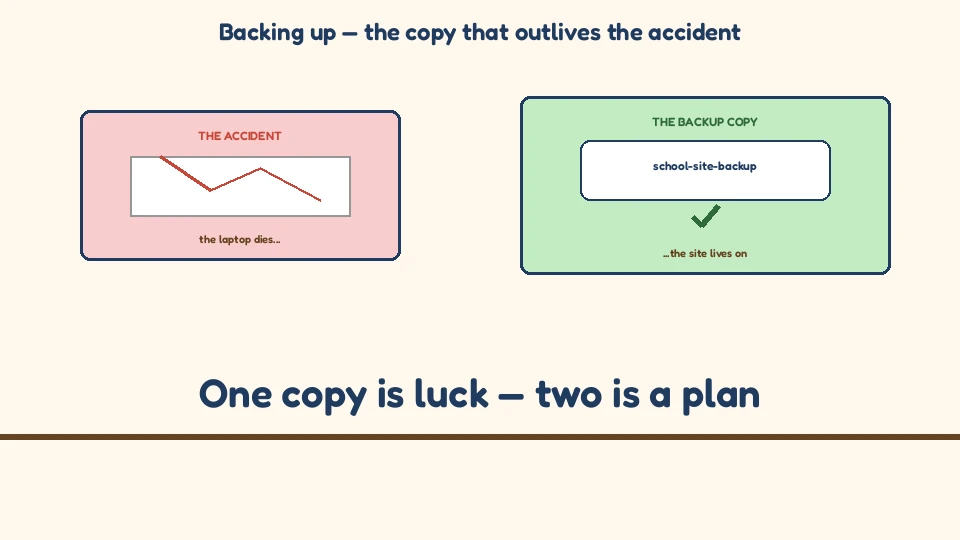 Backing up — the copy that outlives the accident
THE ACCIDENT
the laptop dies...
THE BACKUP COPY
school-site-backup
...the site lives on
One copy is luck — two is a plan